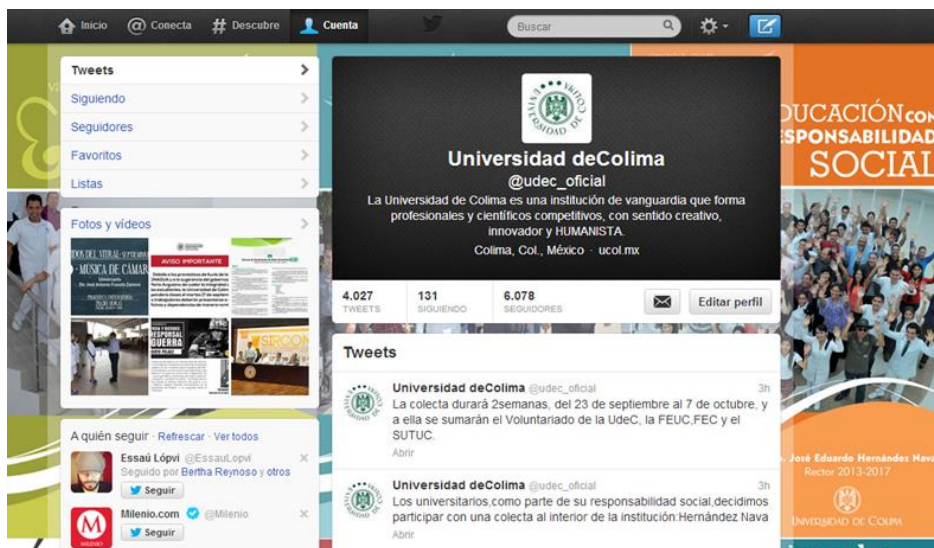 Inicio
Conecta
Descubre
Cuenta
Buscar
Tweets
Siguiendo
Seguidores
Favoritos
Listas
Fotos y vídeos
MÚSICA DE CÁMARA
AVISO IMPORTANTE
RESPONSAL
GUERRA
A quién seguir · Refrescar · Ver todos
Essaú Lópvi @EssauLopvi
Seguido por Bertha Reynoso y otros
Seguir
Milenio.com @Milenio
Seguir
MILENIO
UNIVERSIDAD DE COLIMA
Universidad deColima
@udec_oficial
La Universidad de Colima es una institución de vanguardia que forma
profesionales y científicos competitivos, con sentido creativo,
innovador y HUMANISTA.
Colima, Col., México · ucol.mx
4.027
TWEETS
131
SIGUIENDO
6.078
SEGUIDORES
Editar perfil
Tweets
Universidad deColima @udec_oficial 3h
La colecta durará 2semanas, del 23 de septiembre al 7 de octubre, y
a ella se sumarán el Voluntariado de la UdeC, la FEUC,FEC y el
SUTUC.
Abrir
Universidad deColima @udec_oficial 3h
Los universitarios,como parte de su responsabilidad social,decidimos
participar con una colecta al interior de la institución:Hernández Nava
Abrir
DUCACIÓN CON
ESPONSABILIDAD
SOCIAL
. José Eduardo Hernández Nava
Rector 2013-2017
UNIVERSIDAD DE COLIMA